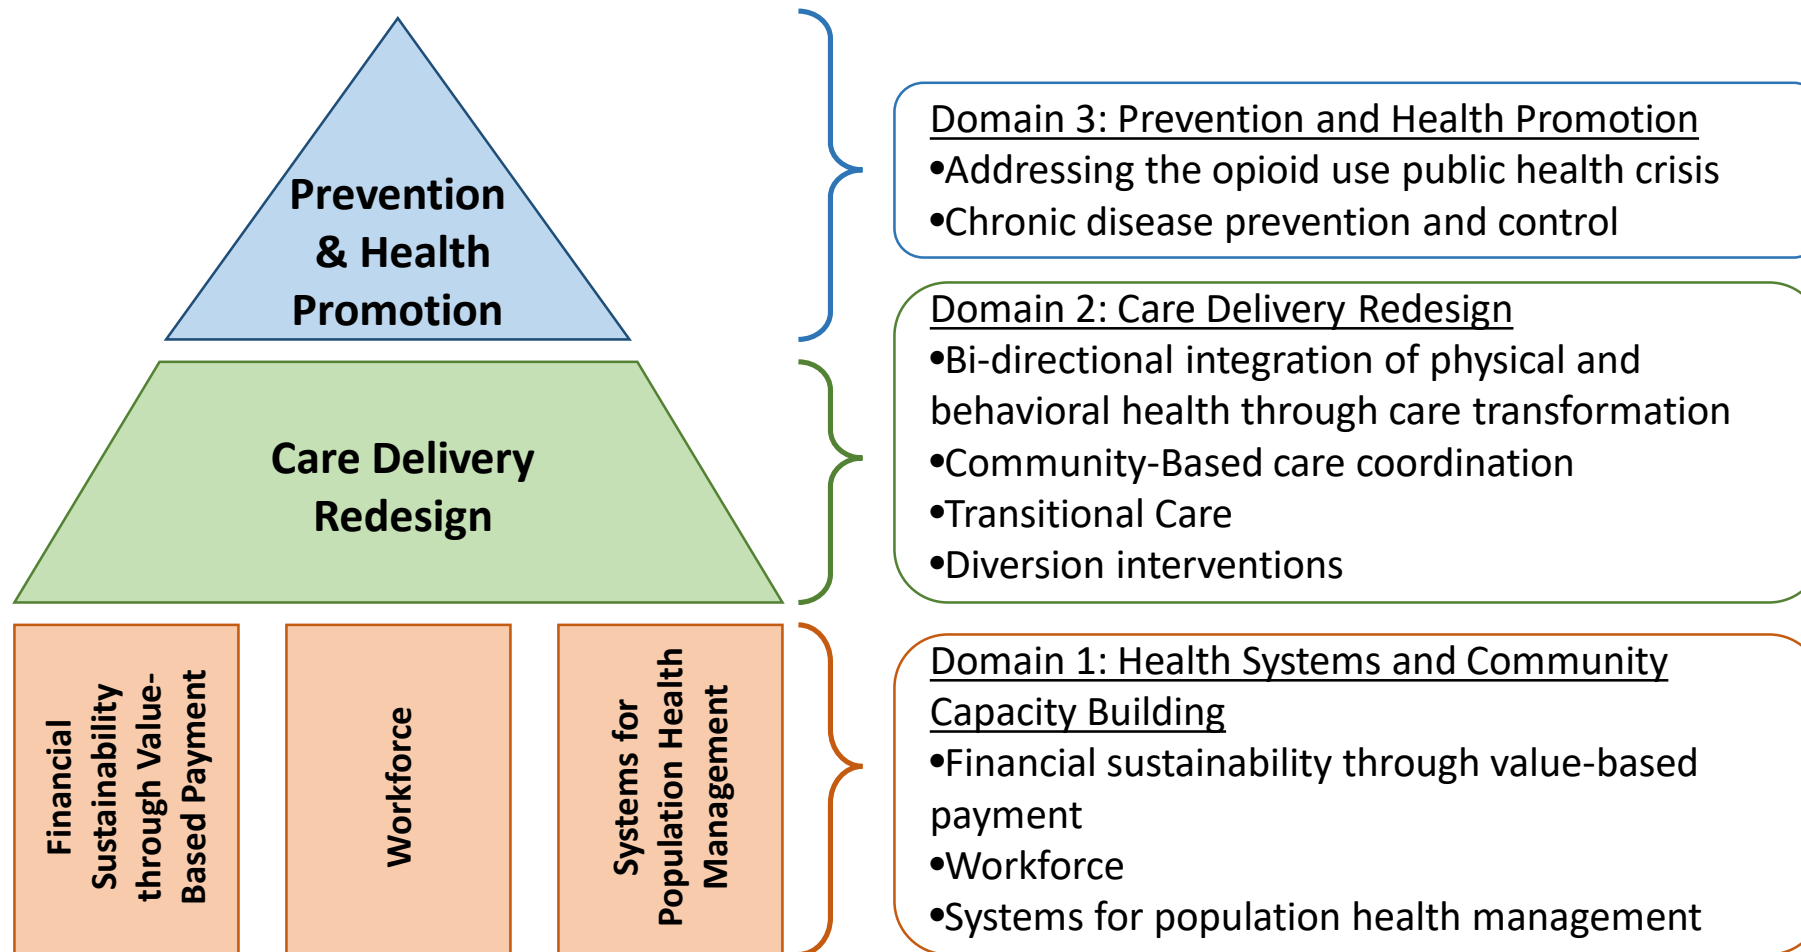 Prevention
& Health
Promotion
Care Delivery
Redesign
Financial
Sustainability
through Value-
Based Payment
Workforce
Systems for
Population Health
Management
Domain 3: Prevention and Health Promotion
•Addressing the opioid use public health crisis
•Chronic disease prevention and control
Domain 2: Care Delivery Redesign
•Bi-directional integration of physical and
behavioral health through care transformation
•Community-Based care coordination
•Transitional Care
•Diversion interventions
Domain 1: Health Systems and Community
Capacity Building
•Financial sustainability through value-based
payment
•Workforce
•Systems for population health management